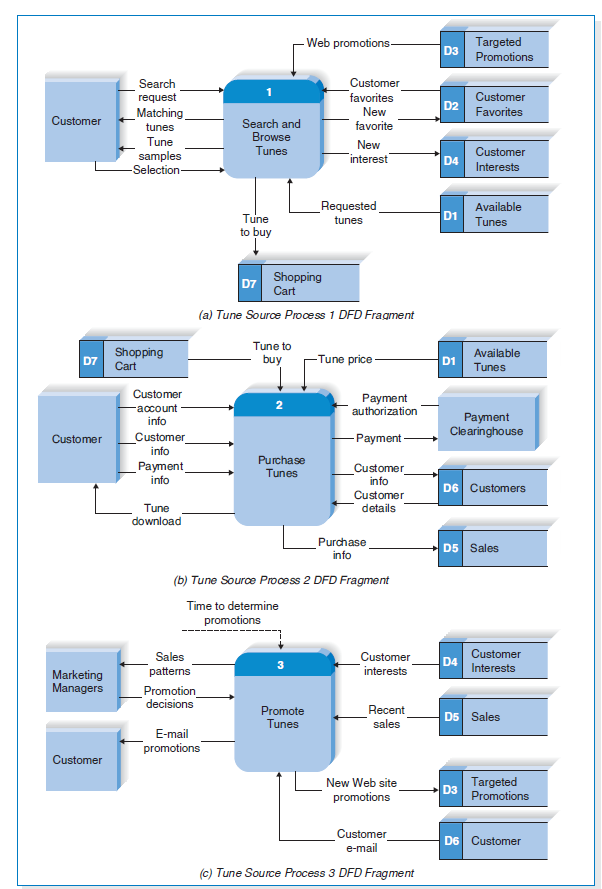 Web promotions
D3
Targeted
Promotions
Customer
Search
request
Matching
tunes
Tune
samples
Selection
1
Search and
Browse
Tunes
Customer
favorites
New
favorite
D2
Customer
Favorites
New
interest
D4
Customer
Interests
Requested
tunes
D1
Available
Tunes
Tune
to buy
D7
Shopping
Cart
(a) Tune Source Process 1 DFD Fragment
D7
Shopping
Cart
Tune to
buy
Tune price
D1
Available
Tunes
Customer
Customer
account
info
Customer
info
Payment
info
Tune
download
2
Purchase
Tunes
Payment
authorization
Payment
Payment
Clearinghouse
Customer
info
Customer
details
D6
Customers
Purchase
info
D5
Sales
(b) Tune Source Process 2 DFD Fragment
Time to determine
promotions
Marketing
Managers
Sales
patterns
Promotion
decisions
Customer
E-mail
promotions
3
Promote
Tunes
Customer
interests
D4
Customer
Interests
Recent
sales
D5
Sales
New Web site
promotions
D3
Targeted
Promotions
Customer
e-mail
D6
Customer
(c) Tune Source Process 3 DFD Fragment